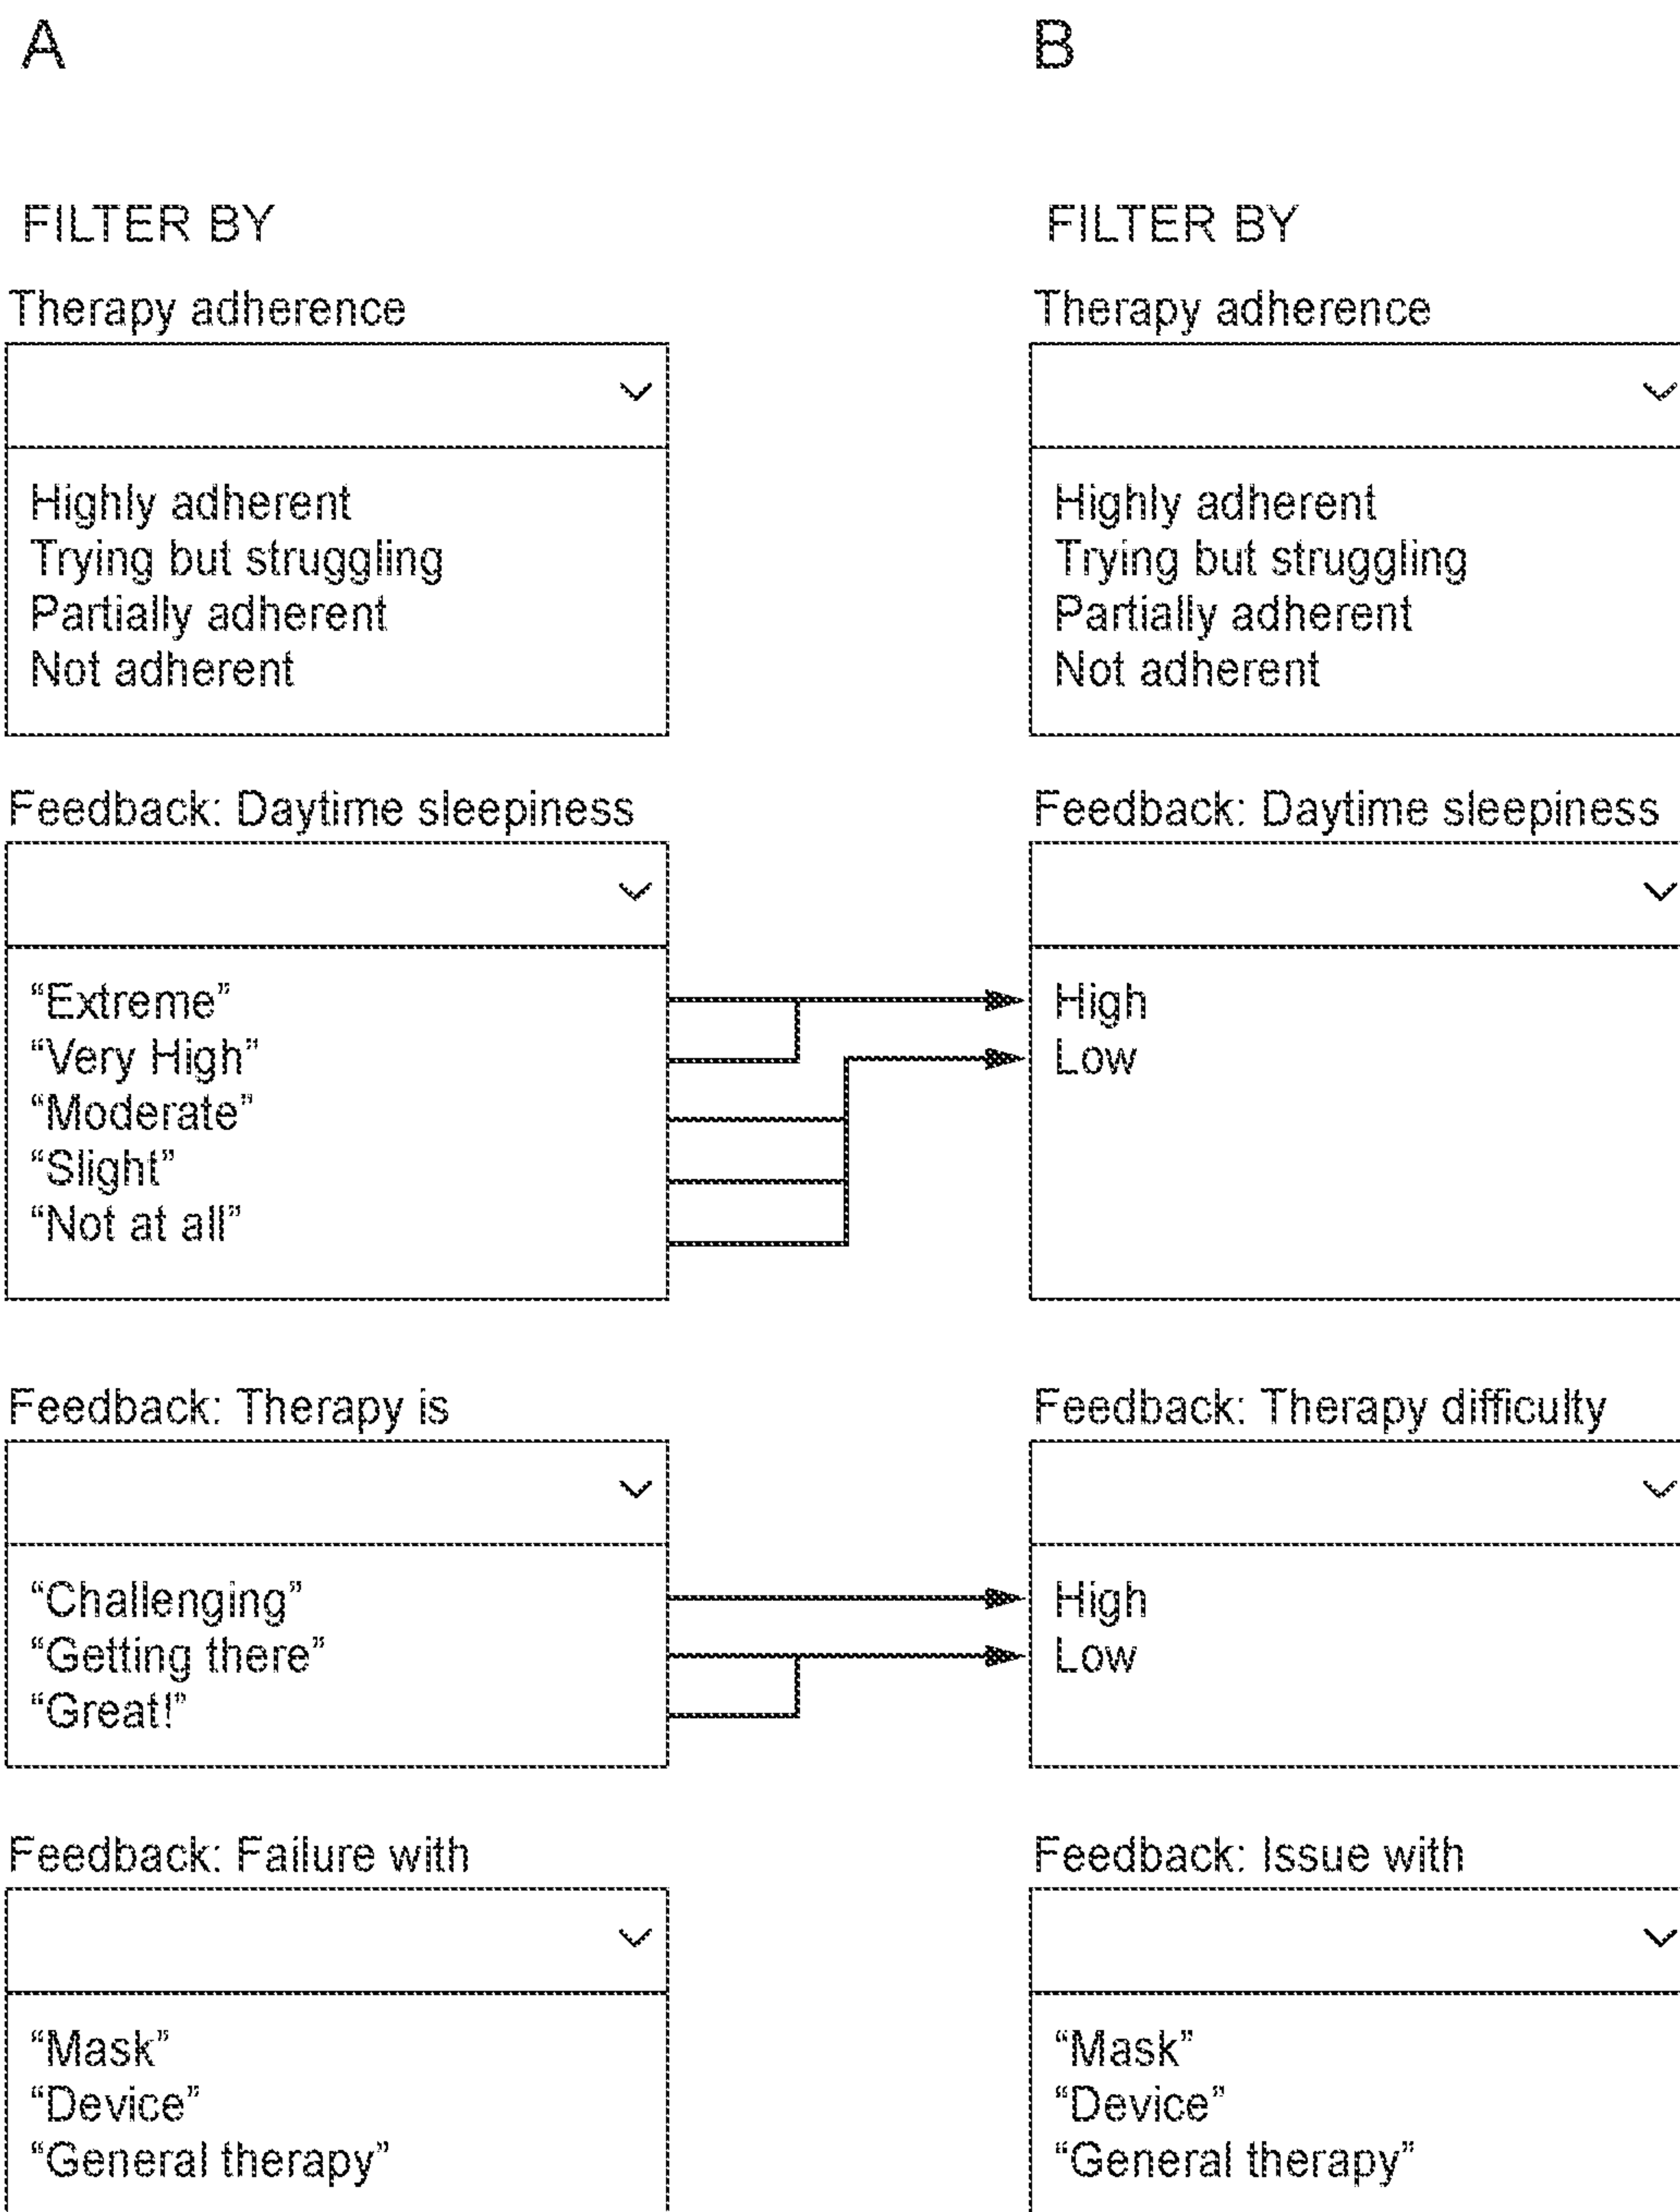 A
B
FILTER BY
Therapy adherence
Highly adherent
Trying but struggling
Partially adherent
Not adherent
Feedback: Daytime sleepiness
“Extreme”
“Very High”
“Moderate”
“Slight”
“Not at all”
Feedback: Therapy is
“Challenging”
“Getting there”
“Great!”
Feedback: Failure with
“Mask”
“Device”
“General therapy”
FILTER BY
Therapy adherence
Highly adherent
Trying but struggling
Partially adherent
Not adherent
Feedback: Daytime sleepiness
High
Low
Feedback: Therapy difficulty
High
Low
Feedback: Issue with
“Mask”
“Device”
“General therapy”